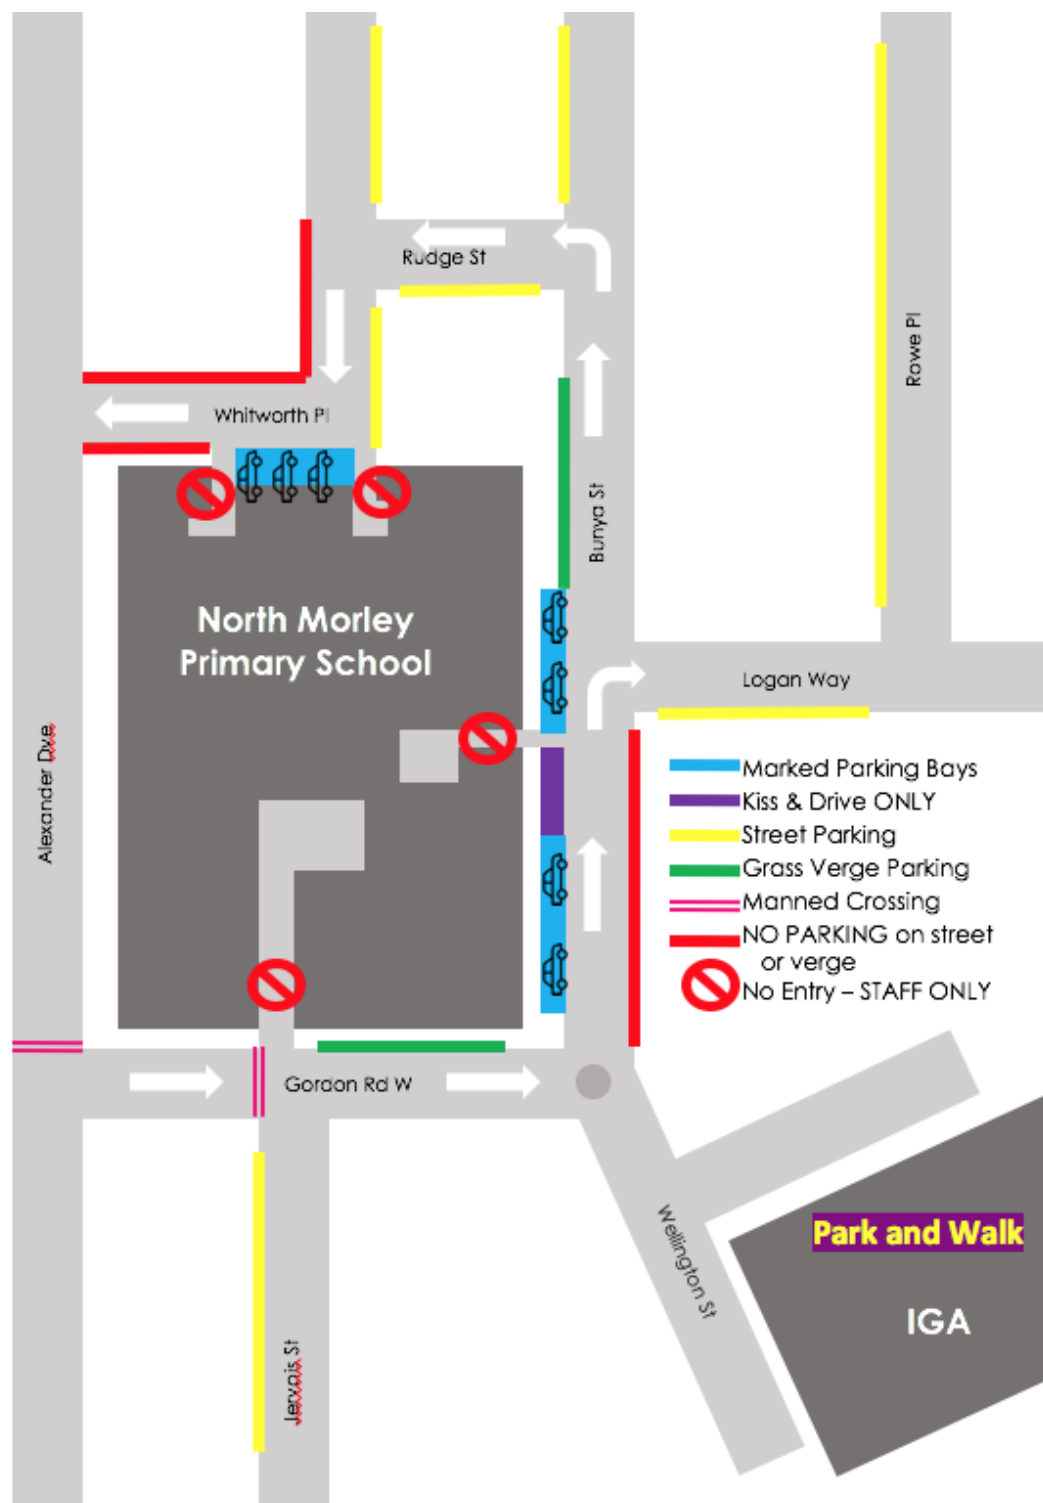 Rudge St
Rowe Pl
Whitworth Pl
Bunya St
North Morley
Primary School
Logan Way
Alexander Dve
Marked Parking Bays
Kiss & Drive ONLY
Street Parking
Grass Verge Parking
Manned Crossing
NO PARKING on street
or verge
No Entry – STAFF ONLY
Gordon Rd W
Wellington St
Park and Walk
IGA
Jervois St